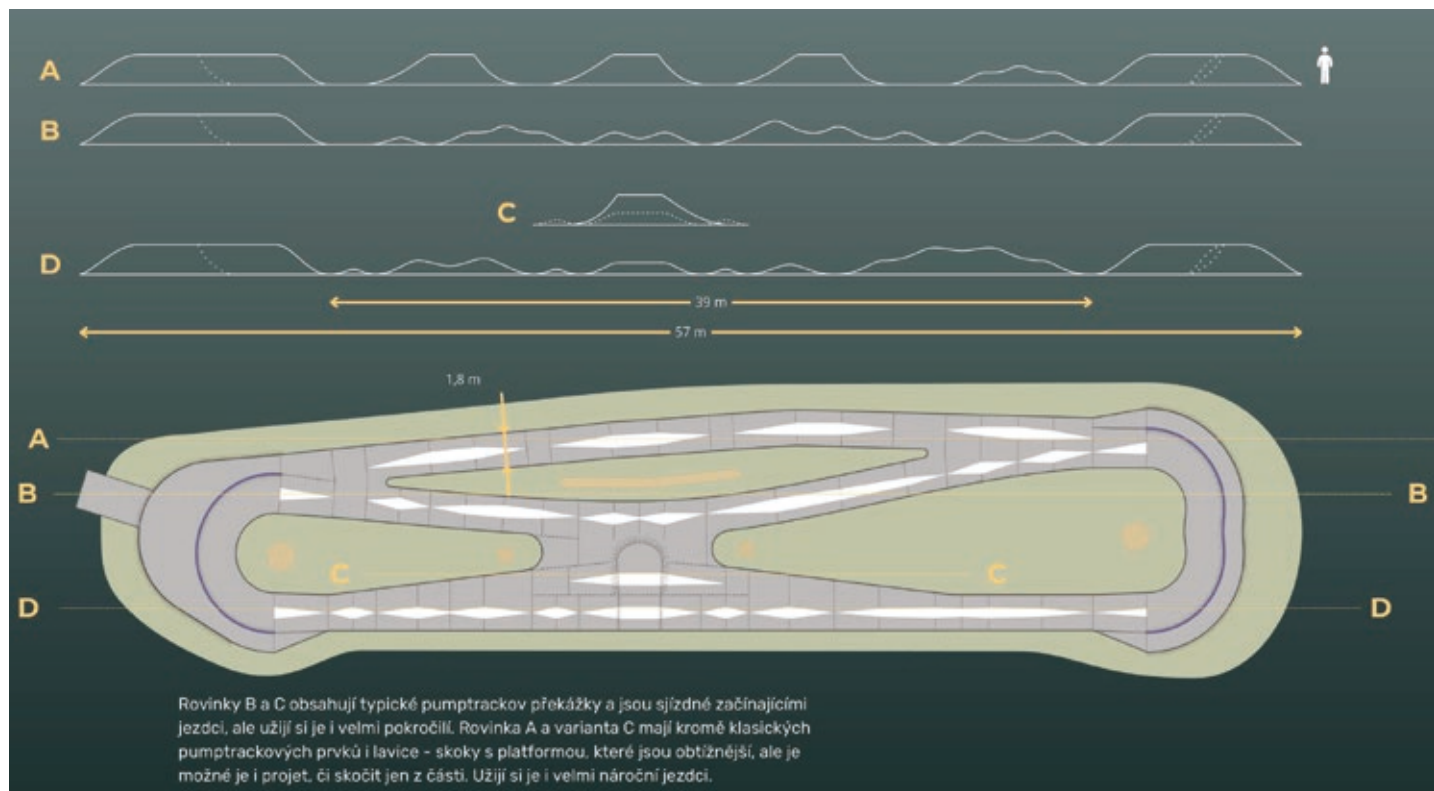 A
B
C
D
39 m
57 m
1,8 m
A
B
B
C
C
D
D
Rovinky B a C obsahují typické pumptrackov překážky a jsou sjízdné začínajícími
jezdci, ale užijí si je i velmi pokročilí. Rovinka A a varianta C mají kromě klasických
pumptrackových prvků i lavice - skoky s platformou, které jsou obtížnější, ale je
možné je i projet, či skočit jen z části. Užijí si je i velmi nároční jezdci.